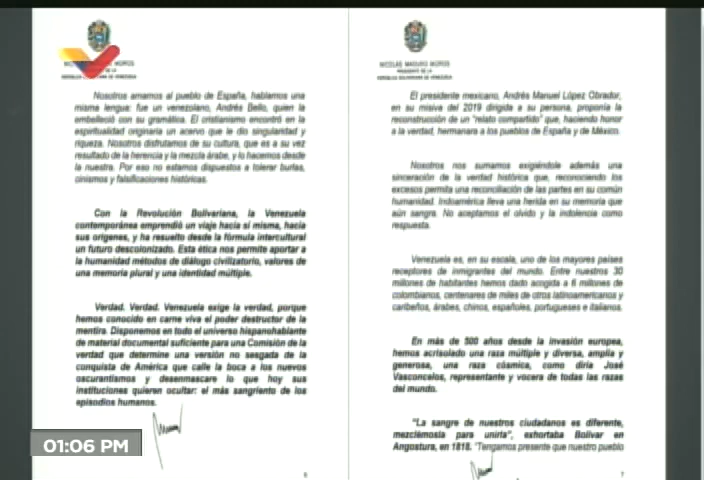 NICOLÁS MADURO MOROS
PRESIDENTE DE LA
REPÚBLICA BOLIVARIANA DE VENEZUELA
Nosotros amamos al pueblo de España, hablamos una
misma lengua: fue un venezolano, Andrés Bello, quien la
embelleció con su gramática. El cristianismo encontró en la
espiritualidad originaria un acervo que le dio singularidad y
riqueza. Nosotros disfrutamos de su cultura, que es a su vez
resultado de la herencia y la mezcla árabe, y lo hacemos desde
la nuestra. Por eso no estamos dispuestos a tolerar burlas,
cinismos y falsificaciones históricas.
Con la Revolución Bolivariana, la Venezuela
contemporánea emprendió un viaje hacia sí misma, hacia
sus orígenes, y ha resuelto desde la fórmula intercultural
un futuro descolonizado. Esta ética nos permite aportar a
la humanidad métodos de diálogo civilizatorio, valores de
una memoria plural y una identidad múltiple.
Verdad. Verdad. Venezuela exige la verdad, porque
hemos conocido en carne viva el poder destructor de la
mentira. Disponemos en todo el universo hispanohablante
de material documental suficiente para una Comisión de la
verdad que determine una versión no sesgada de la
conquista de América que calle la boca a los nuevos
oscurantismos y desenmascare lo que hoy sus
instituciones quieren ocultar: el más sangriento de los
episodios humanos.
6
NICOLÁS MADURO MOROS
PRESIDENTE DE LA
REPÚBLICA BOLIVARIANA DE VENEZUELA
El presidente mexicano, Andrés Manuel López Obrador,
en su misiva del 2019 dirigida a su persona, proponía la
reconstrucción de un "relato compartido" que, haciendo honor
a la verdad, hermanara a los pueblos de España y de México.
Nosotros nos sumamos exigiéndole además una
sinceración de la verdad histórica que, reconociendo los
excesos permita una reconciliación de las partes en su común
humanidad. Indoamérica lleva una herida en su memoria que
aún sangra. No aceptamos el olvido y la indolencia como
respuesta.
Venezuela es, en su escala, uno de los mayores países
receptores de inmigrantes del mundo. Entre nuestros 30
millones de habitantes hemos dado acogida a 6 millones de
colombianos, centenares de miles de otros latinoamericanos y
caribeños, árabes, chinos, españoles, portugueses e italianos.
En más de 500 años desde la invasión europea,
hemos acrisolado una raza múltiple y diversa, amplia y
generosa, una raza cósmica, como diría José
Vasconcelos, representante y vocera de todas las razas
del mundo.
"La sangre de nuestros ciudadanos es diferente,
mezclémosla para unirla", exhortaba Bolívar en
Angostura, en 1818. "Tengamos presente que nuestro pueblo
7
01:06 PM